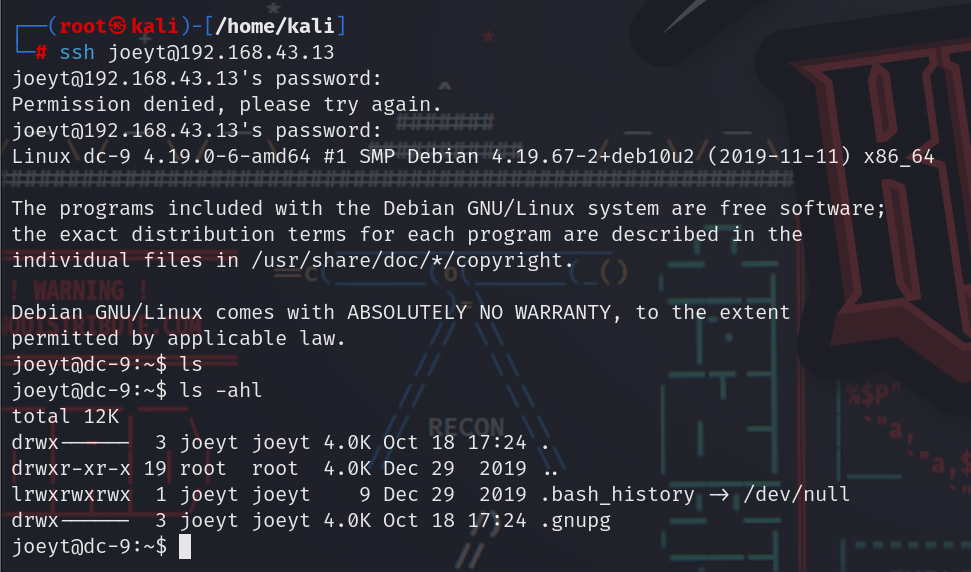 ┌──(root㉿kali)-[/home/kali]
└─# ssh joeyt@192.168.43.13
joeyt@192.168.43.13's password:
Permission denied, please try again.
joeyt@192.168.43.13's password:
Linux dc-9 4.19.0-6-amd64 #1 SMP Debian 4.19.67-2+deb10u2 (2019-11-11) x86_64

The programs included with the Debian GNU/Linux system are free software;
the exact distribution terms for each program are described in the
individual files in /usr/share/doc/*/copyright.
! WARNING !

Debian GNU/Linux comes with ABSOLUTELY NO WARRANTY, to the extent
permitted by applicable law.
joeyt@dc-9:~$ ls
joeyt@dc-9:~$ ls -ahl
total 12K
RECON
drwx------  3 joeyt joeyt 4.0K Oct 18 17:24 .
drwxr-xr-x 19 root  root  4.0K Dec 29  2019 ..
lrwxrwxrwx  1 joeyt joeyt    9 Dec 29  2019 .bash_history -> /dev/null
drwx------  3 joeyt joeyt 4.0K Oct 18 17:24 .gnupg
joeyt@dc-9:~$